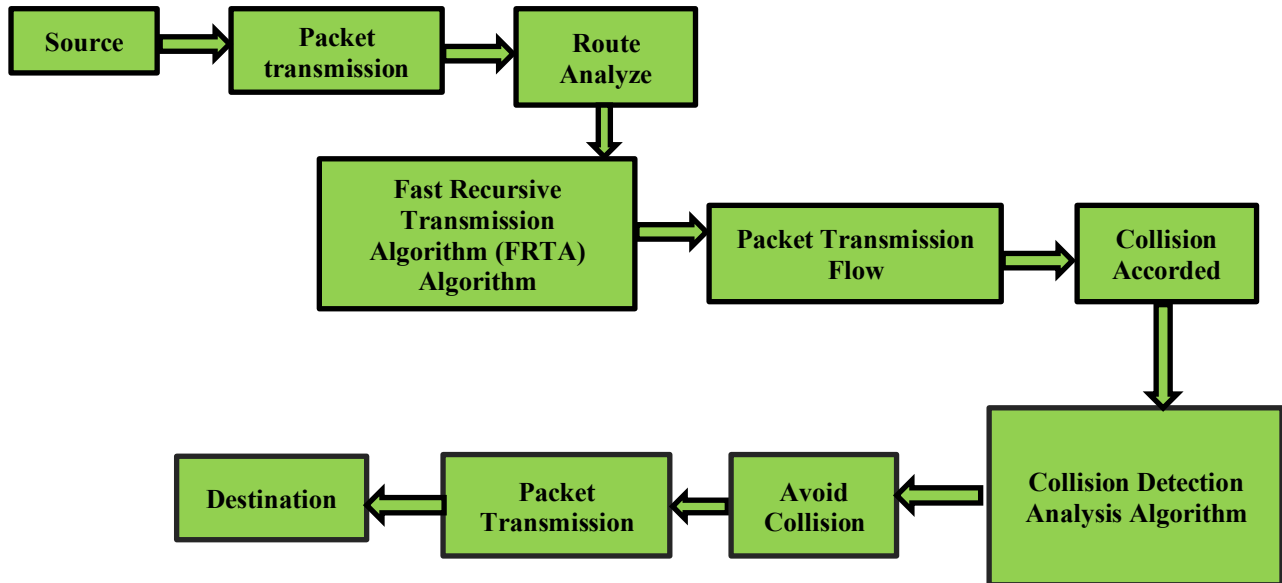 Source
Packet
transmission
Route
Analyze
Fast Recursive
Transmission
Algorithm (FRTA)
Algorithm
Packet Transmission
Flow
Collision
Accorded
Collision Detection
Analysis Algorithm
Avoid
Collision
Packet
Transmission
Destination